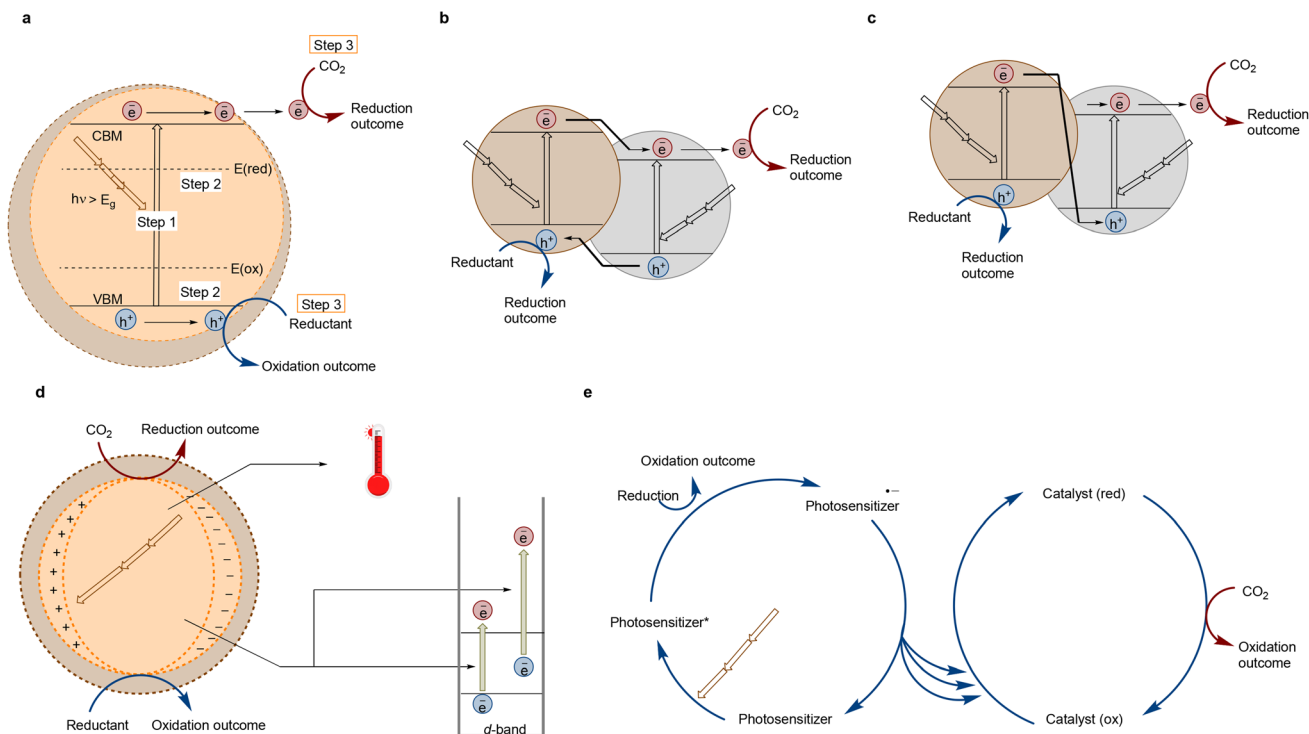 a
b
c
Step 3
CO2
e̅
e̅
e̅
Reduction
outcome
CBM
E(red)
Step 2
hν > Eg
Step 1
E(ox)
VBM
Step 2
Step 3
h+
h+
Reductant
Oxidation outcome
e̅
e̅
e̅
CO2
Reduction
outcome
Reductant
h+
h+
Reduction
outcome
e̅
e̅
e̅
CO2
Reduction
outcome
Reductant
h+
h+
Reduction
outcome
d
CO2
Reduction outcome
+
+
+
+
+
+
+
−
−
−
−
−
−
−
−
−
Reductant
Oxidation outcome
e̅
e̅
e̅
e̅
d-band
e
Oxidation outcome
Reduction
•−
Photosensitizer
Photosensitizer*
Photosensitizer
Catalyst (red)
CO2
Oxidation
outcome
Catalyst (ox)